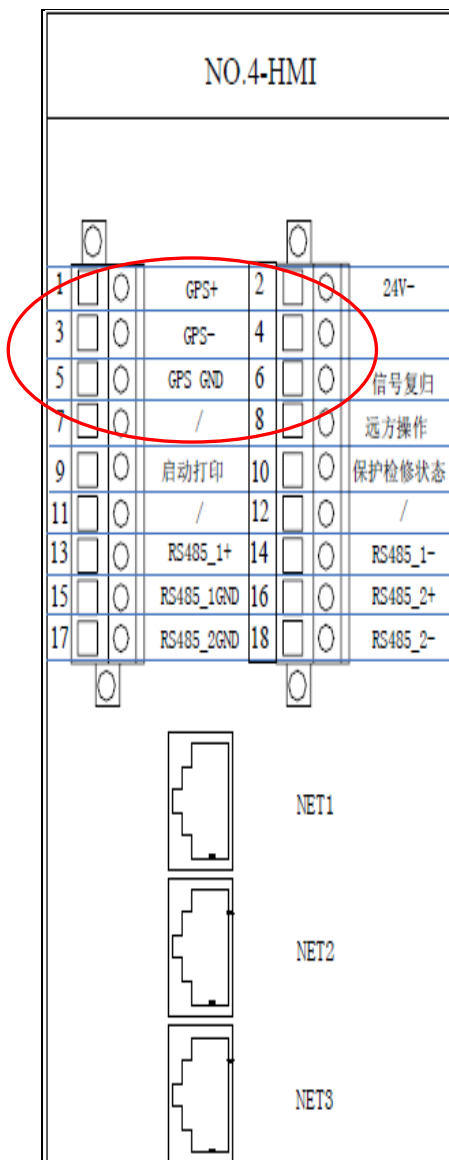 NO.4-HMI
1 GPS+ 2 24V-
3 GPS- 4
5 GPS GND 6 信号复归
7 / 8 远方操作
9 启动打印 10 保护检修状态
11 / 12 /
13 RS485_1+ 14 RS485_1-
15 RS485_1GND 16 RS485_2+
17 RS485_2GND 18 RS485_2-
NET1
NET2
NET3